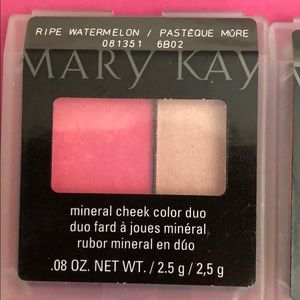 RIPE WATERMELON / PASTÈQUE MÛRE
081351 6B02
MARY KAY
mineral cheek color duo
duo fard à joues minéral
rubor mineral en dúo
.08 OZ. NET WT. / 2.5 g / 2,5 g